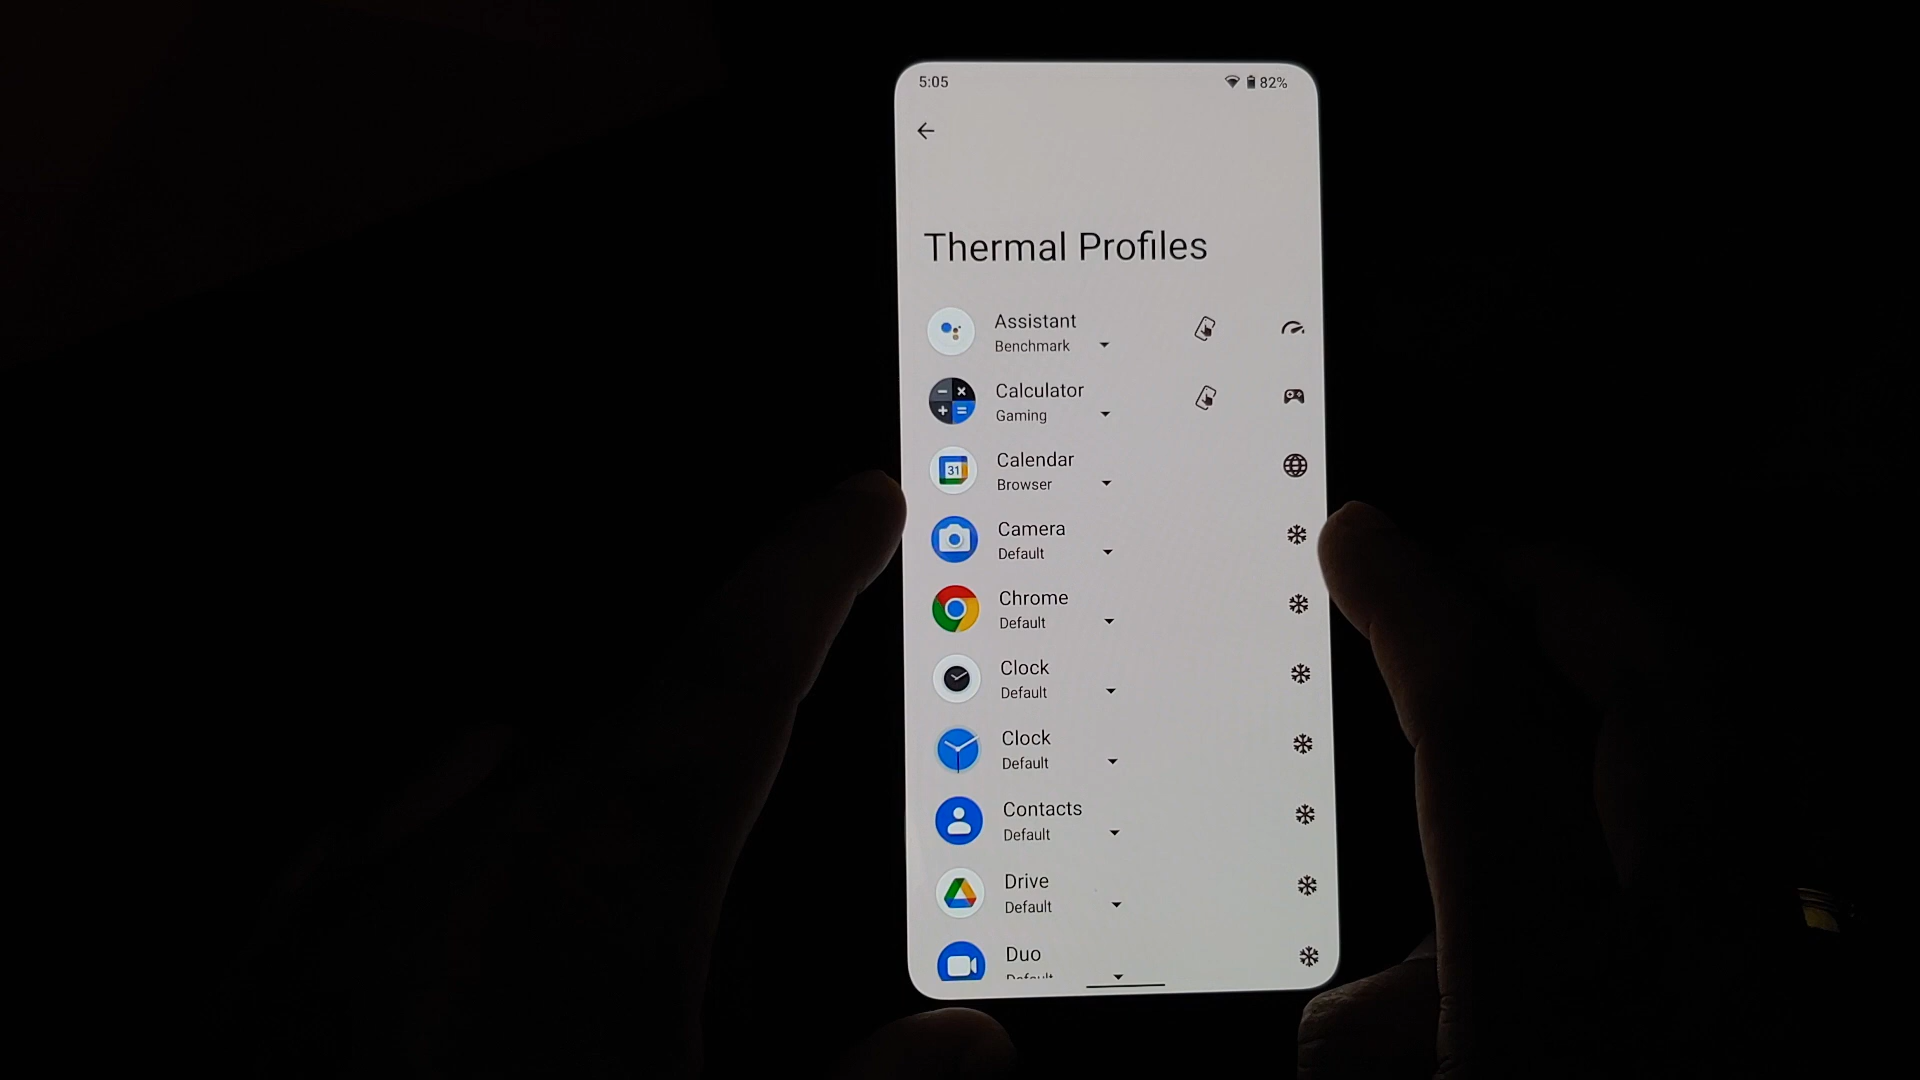 5:05 82%
Thermal Profiles
Assistant
Benchmark
Calculator
Gaming
Calendar
31
Browser
Camera
Default
Chrome
Default
Clock
Default
Clock
Default
Contacts
Default
Drive
Default
Duo
Default